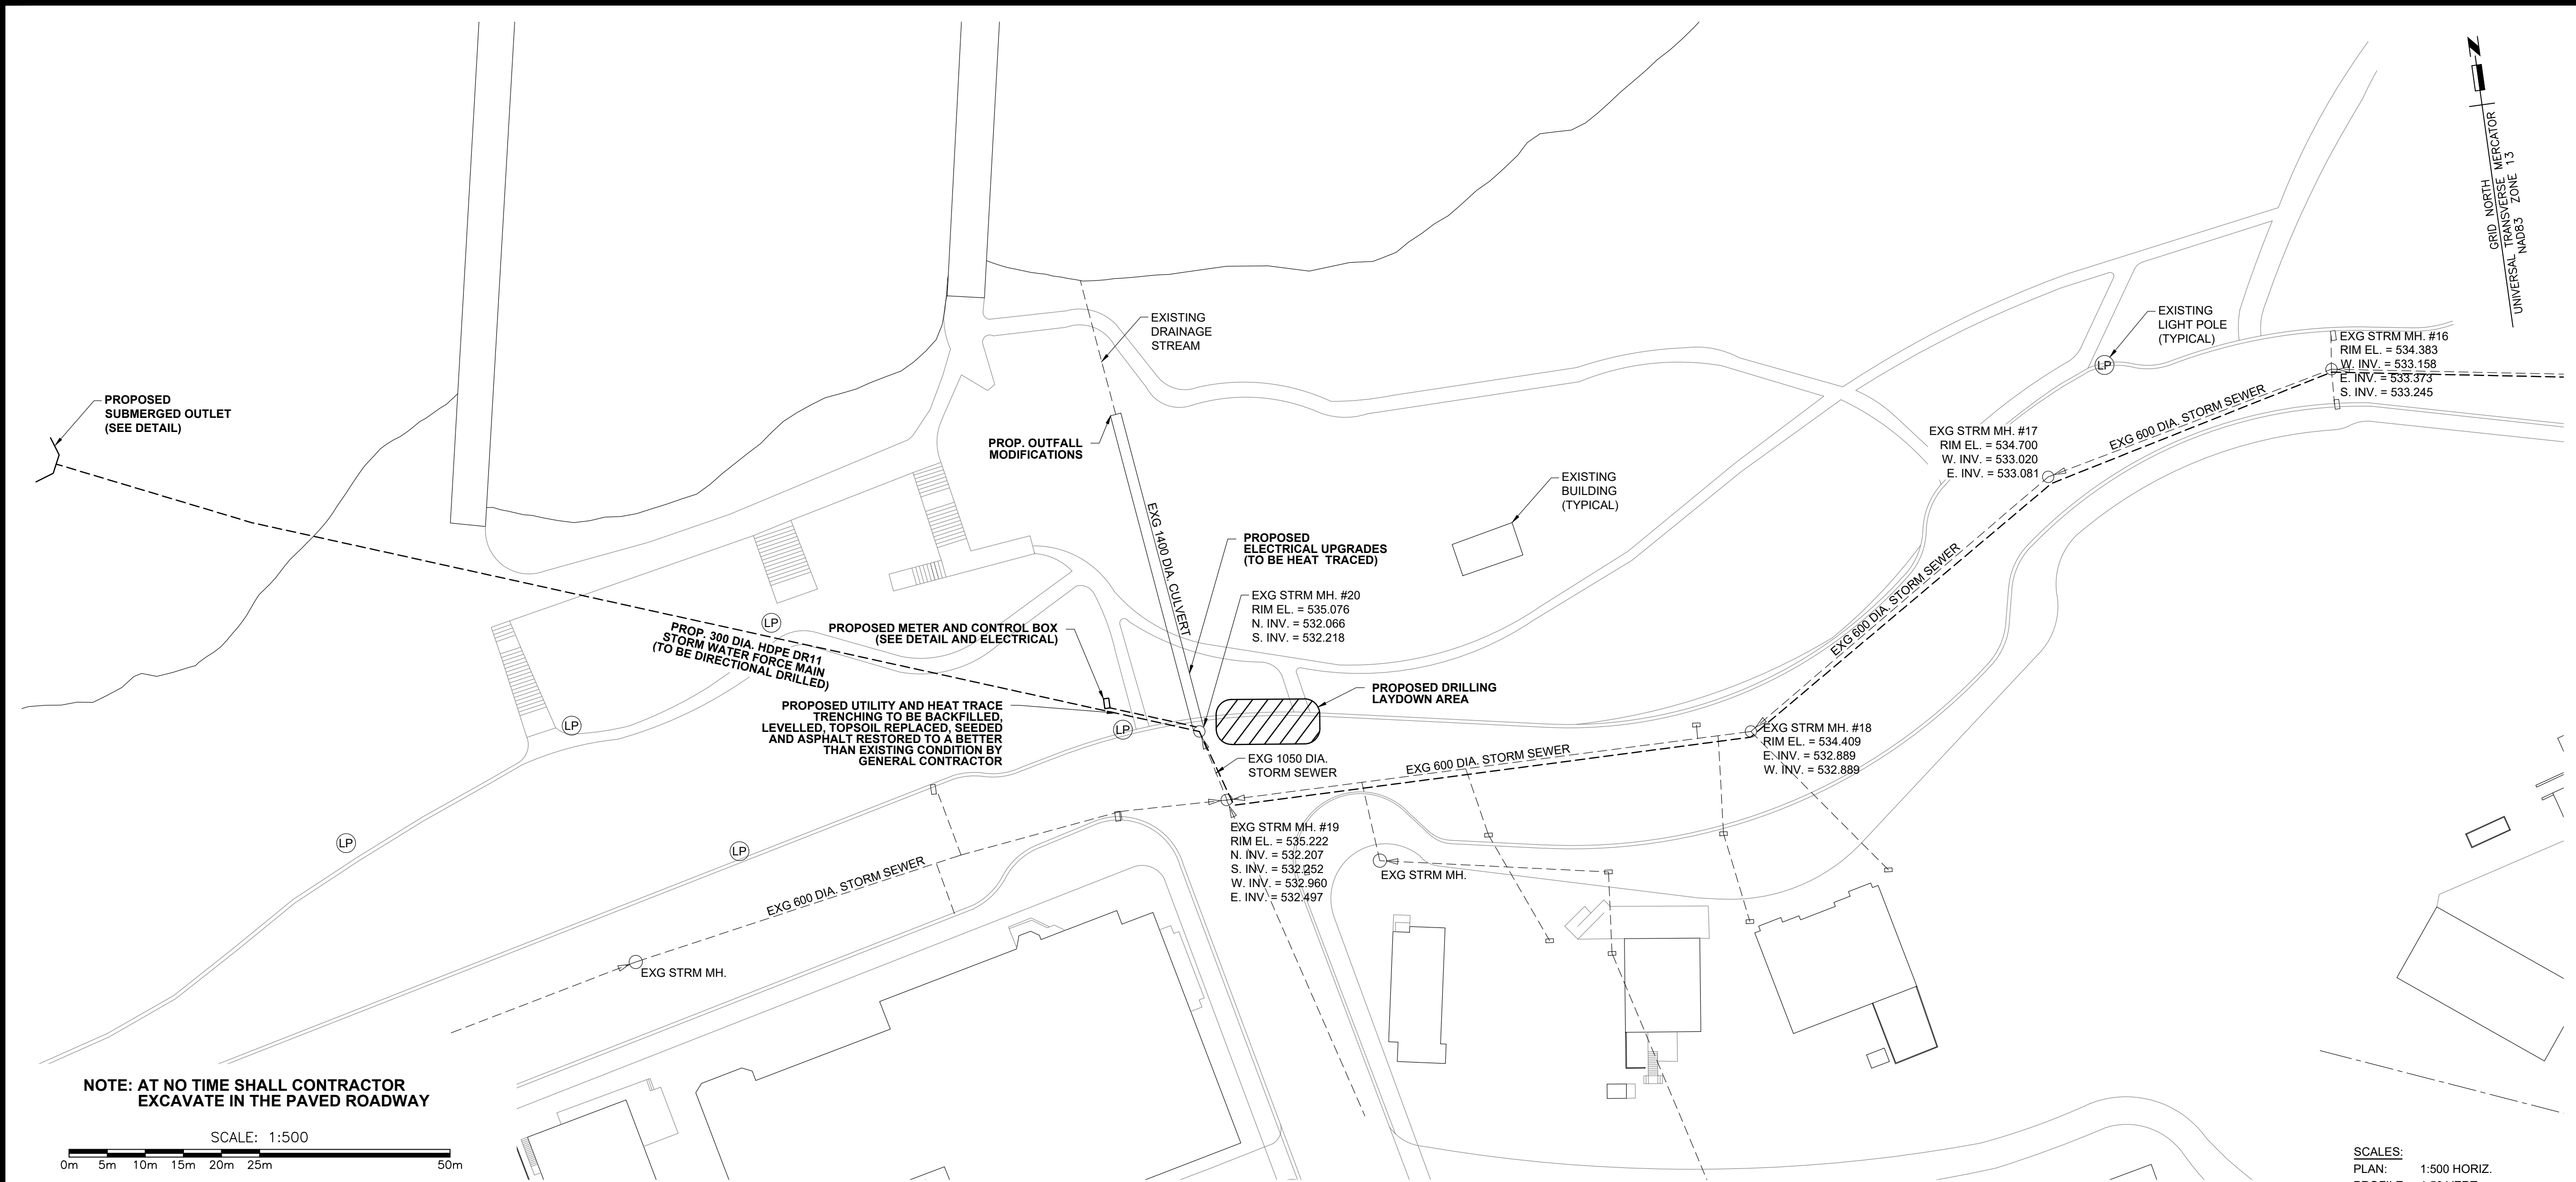 GRID NORTH
UNIVERSAL TRANSVERSE MERCATOR
NAD83 ZONE 13
EXISTING
DRAINAGE
STREAM
EXISTING
LIGHT POLE
(TYPICAL)
LP
EXG STRM MH. #16
RIM EL. = 534.383
W. INV. = 533.158
E. INV. = 533.373
S. INV. = 533.245
PROPOSED
SUBMERGED OUTLET
(SEE DETAIL)
EXG 600 DIA. STORM SEWER
EXG STRM MH. #17
RIM EL. = 534.700
W. INV. = 533.020
E. INV. = 533.081
PROP. OUTFALL
MODIFICATIONS
EXISTING
BUILDING
(TYPICAL)
EXG 1400 DIA. CULVERT
PROPOSED
ELECTRICAL UPGRADES
(TO BE HEAT TRACED)
EXG 600 DIA. STORM SEWER
EXG STRM MH. #20
RIM EL. = 535.076
N. INV. = 532.066
S. INV. = 532.218
LP
PROPOSED METER AND CONTROL BOX
(SEE DETAIL AND ELECTRICAL)
PROP. 300 DIA. HDPE DR11
STORM WATER FORCE MAIN
(TO BE DIRECTIONAL DRILLED)
PROPOSED DRILLING
LAYDOWN AREA
PROPOSED UTILITY AND HEAT TRACE
TRENCHING TO BE BACKFILLED,
LEVELLED, TOPSOIL REPLACED, SEEDED
AND ASPHALT RESTORED TO A BETTER
THAN EXISTING CONDITION BY
GENERAL CONTRACTOR
LP
LP
EXG STRM MH. #18
RIM EL. = 534.409
E. INV. = 532.889
W. INV. = 532.889
EXG 1050 DIA.
STORM SEWER
EXG 600 DIA. STORM SEWER
EXG STRM MH. #19
RIM EL. = 535.222
N. INV. = 532.207
S. INV. = 532.252
W. INV. = 532.960
E. INV. = 532.497
LP
LP
EXG STRM MH.
EXG 600 DIA. STORM SEWER
EXG STRM MH.
NOTE: AT NO TIME SHALL CONTRACTOR
EXCAVATE IN THE PAVED ROADWAY
SCALE: 1:500
0m 5m 10m 15m 20m 25m 50m
SCALES:
PLAN: 1:500 HORIZ.